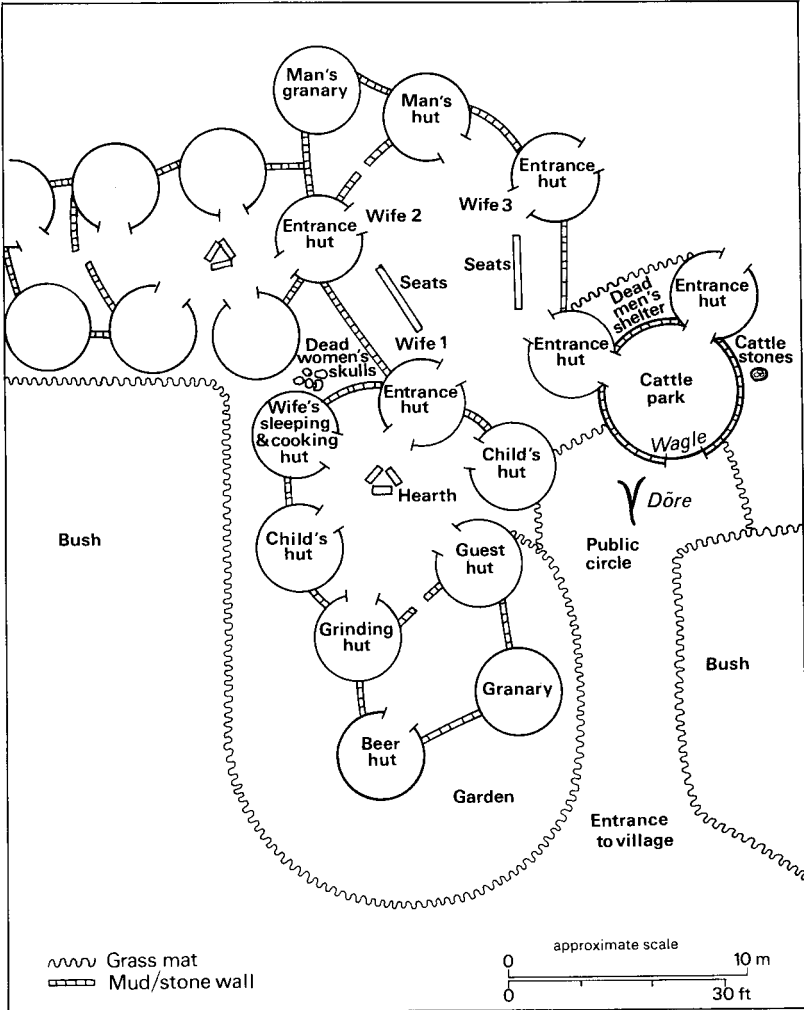 Man's
granary
Man's
hut
Entrance
hut
Wife 3
Wife 2
Entrance
hut
Seats
Seats
Dead
men's
shelter
Entrance
hut
Wife 1
Entrance
hut
Cattle
stones
Dead
women's
skulls
Cattle
park
Entrance
hut
Wife's
sleeping
& cooking
hut
Wagle
Child's
hut
Hearth
Dõre
Bush
Child's
hut
Guest
hut
Public
circle
Grinding
hut
Bush
Granary
Beer
hut
Garden
Entrance
to village
Grass mat
Mud/stone wall
approximate scale
0 10 m
0 30 ft